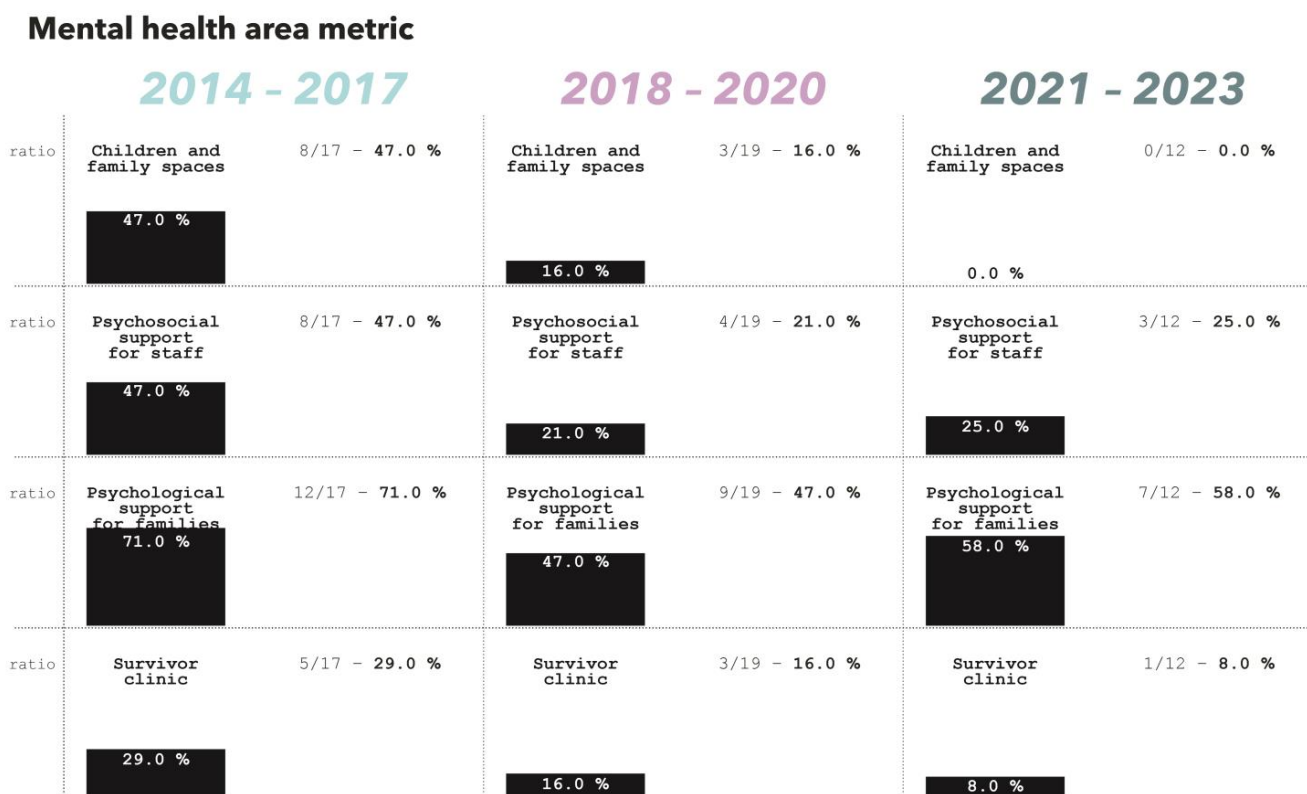 Mental health area metric
2014 – 2017
2018 – 2020
2021 – 2023
ratio
Children and
family spaces
8/17 – 47.0 %
47.0 %
Children and
family spaces
3/19 – 16.0 %
16.0 %
Children and
family spaces
0/12 – 0.0 %
0.0 %
ratio
Psychosocial
support
for staff
8/17 – 47.0 %
47.0 %
Psychosocial
support
for staff
4/19 – 21.0 %
21.0 %
Psychosocial
support
for staff
3/12 – 25.0 %
25.0 %
ratio
Psychological
support
for families
12/17 – 71.0 %
71.0 %
Psychological
support
for families
9/19 – 47.0 %
47.0 %
Psychological
support
for families
7/12 – 58.0 %
58.0 %
ratio
Survivor
clinic
5/17 – 29.0 %
29.0 %
Survivor
clinic
3/19 – 16.0 %
16.0 %
Survivor
clinic
1/12 – 8.0 %
8.0 %